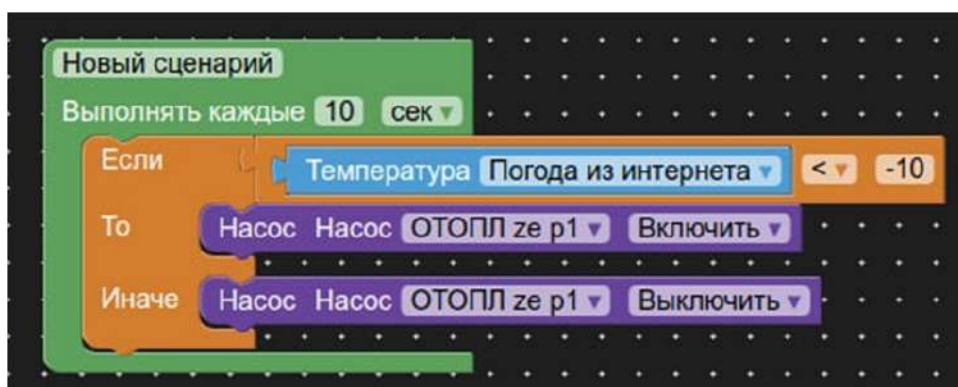 Новый сценарий
Выполнять каждые 10 сек
Если Температура Погода из интернета < -10
То Насос Насос ОТОПЛ ze p1 Включить
Иначе Насос Насос ОТОПЛ ze p1 Выключить